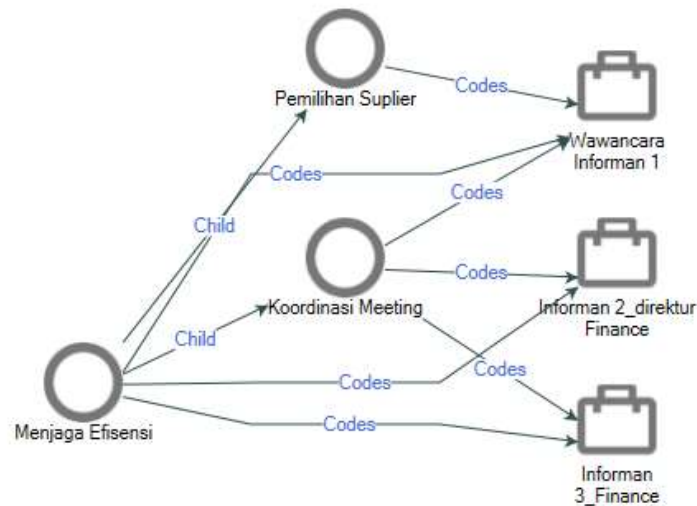 Pemilihan Suplier
Codes
Wawancara
Informan 1
Codes
Codes
Child
Koordinasi Meeting
Codes
Informan 2_direktur
Finance
Child
Codes
Codes
Menjaga Efisensi
Codes
Informan
3_Finance